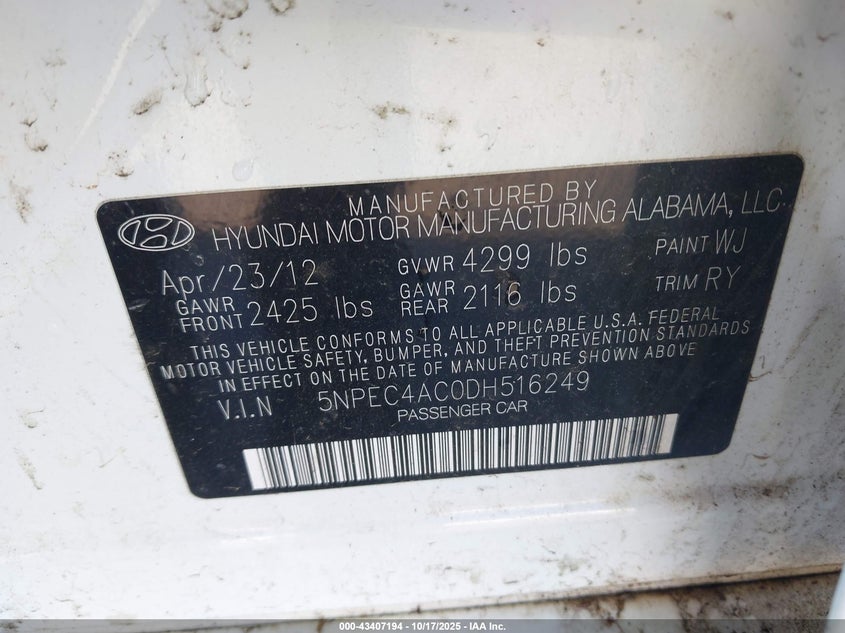 MANUFACTURED BY
HYUNDAI MOTOR MANUFACTURING ALABAMA, LLC
Apr/23/12 GVWR 4299 lbs PAINT WJ
GAWR FRONT 2425 lbs GAWR REAR 2116 lbs TRIM RY
THIS VEHICLE CONFORMS TO ALL APPLICABLE U.S.A. FEDERAL
MOTOR VEHICLE SAFETY, BUMPER, AND THEFT PREVENTION STANDARDS
IN EFFECT ON THE DATE OF MANUFACTURE SHOWN ABOVE
V.I.N 5NPEC4AC0DH516249
PASSENGER CAR
000-43407194 - 10/17/2025 - IAA Inc.